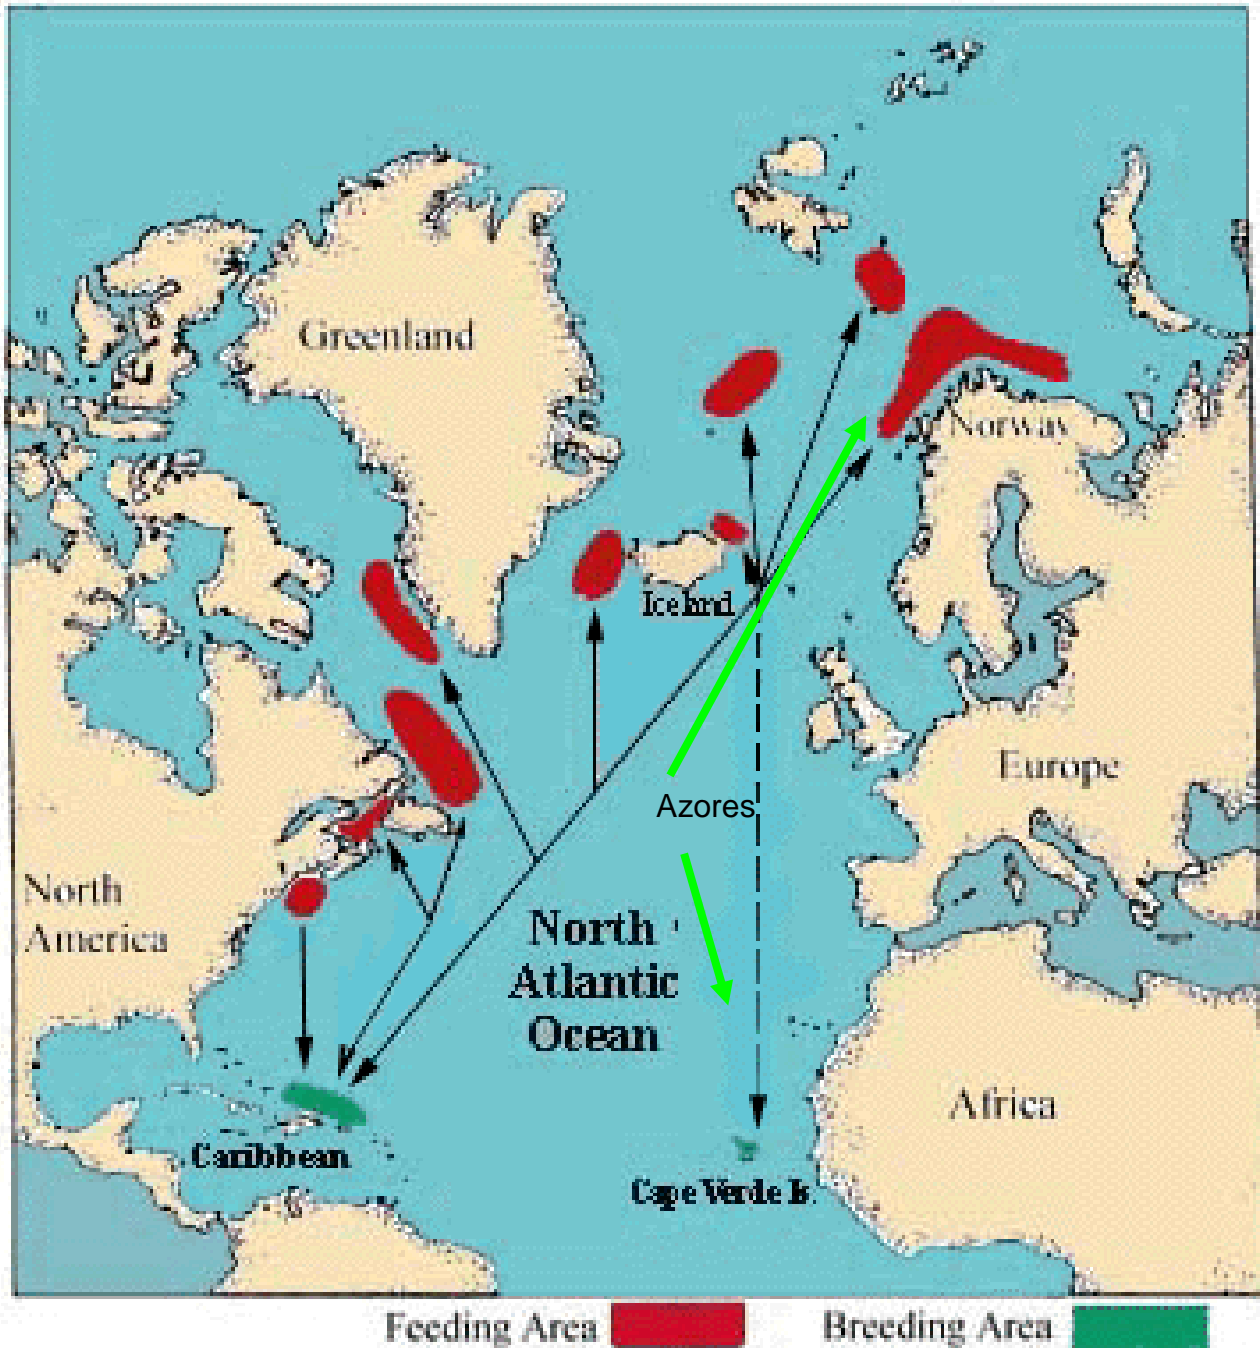 Greenland
Norway
Iceland
Europe
Azores
North
America
North
Atlantic
Ocean
Africa
Caribbean
Cape Verde Is.
Feeding Area
Breeding Area